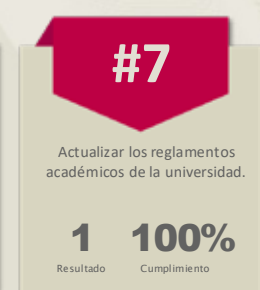 #7
Actualizar los reglamentos
académicos de la universidad.
1 100%
Resultado Cumplimiento